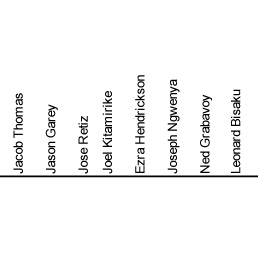 Jacob Thomas
Jason Garey
Jose Retiz
Joel Kitamirike
Ezra Hendrickson
Joseph Ngwenya
Ned Grabavoy
Leonard Bisaku